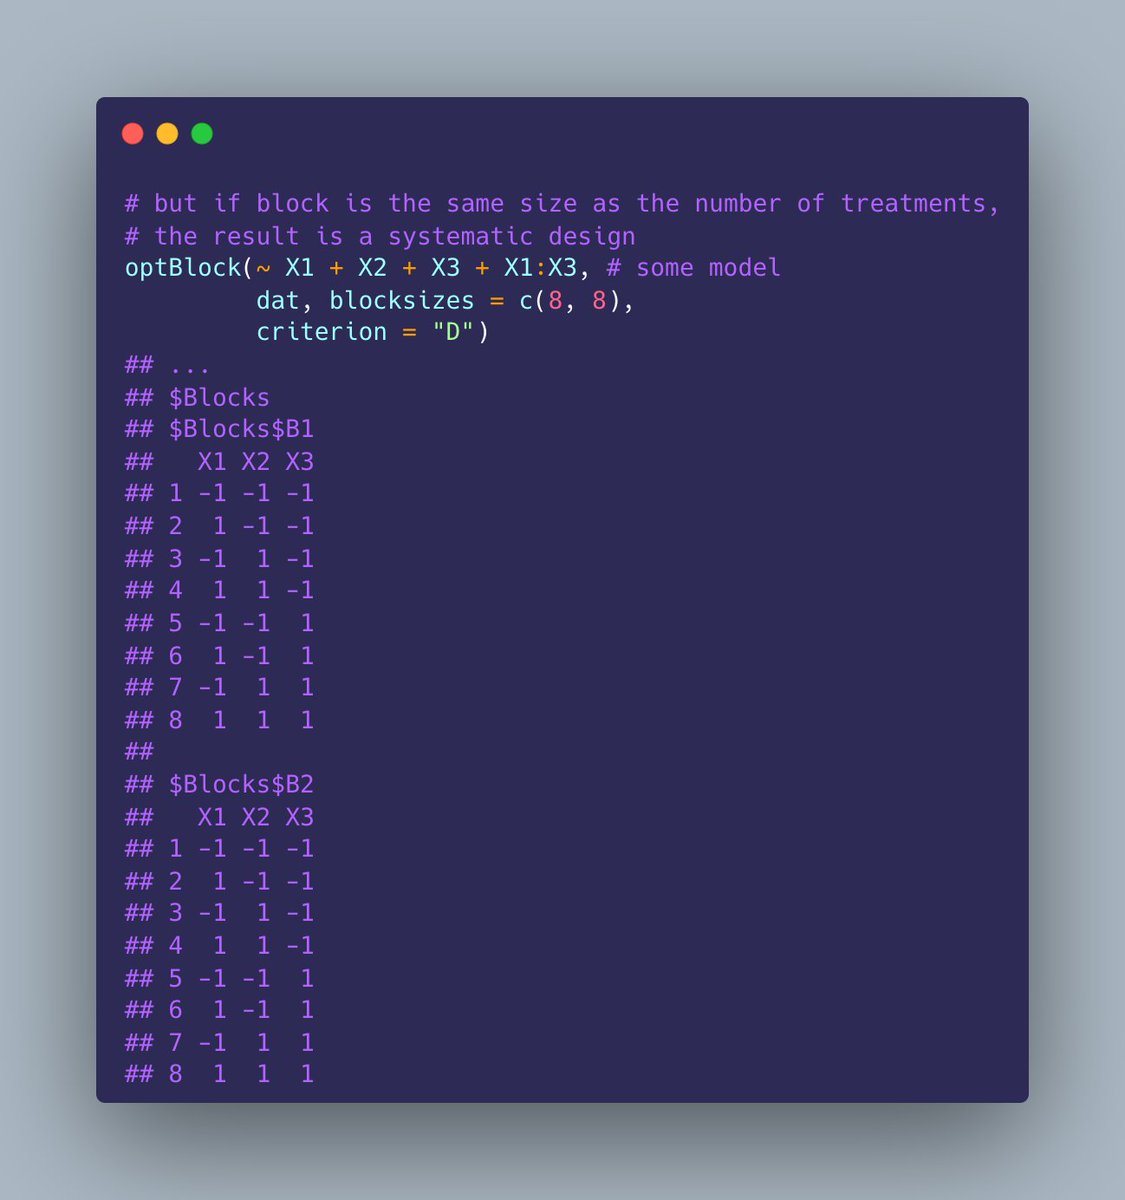 # but if block is the same size as the number of treatments,
# the result is a systematic design
optBlock(~ X1 + X2 + X3 + X1:X3, # some model
         dat, blocksizes = c(8, 8),
         criterion = "D")
## ...
## $Blocks
## $Blocks$B1
##   X1 X2 X3
## 1 -1 -1 -1
## 2  1 -1 -1
## 3 -1  1 -1
## 4  1  1 -1
## 5 -1 -1  1
## 6  1 -1  1
## 7 -1  1  1
## 8  1  1  1
##
## $Blocks$B2
##   X1 X2 X3
## 1 -1 -1 -1
## 2  1 -1 -1
## 3 -1  1 -1
## 4  1  1 -1
## 5 -1 -1  1
## 6  1 -1  1
## 7 -1  1  1
## 8  1  1  1